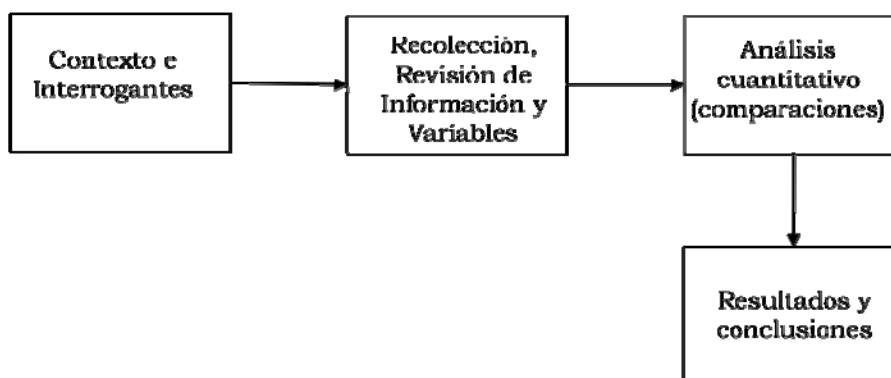 Contexto e
Interrogantes
Recolección,
Revisión de
Información y
Variables
Análisis
cuantitativo
(comparaciones)
Resultados y
conclusiones